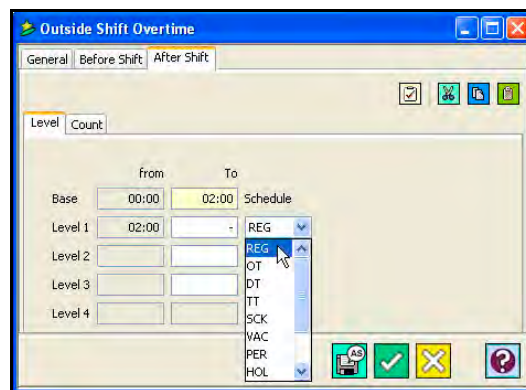 Outside Shift Overtime
General Before Shift After Shift
Level Count
from To
Base 00:00 02:00 Schedule
Level 1 02:00 - REG
Level 2
Level 3
Level 4
REG
OT
DT
TT
SCK
VAC
PER
HOL
AS
?